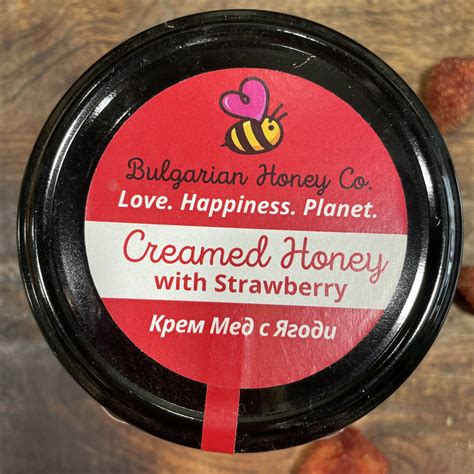 Bulgarian Honey Co.
Love. Happiness. Planet.
Creamed Honey
with Strawberry
Крем Мед с Ягоди